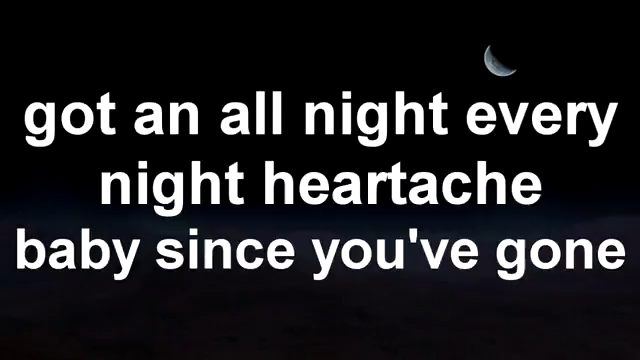 got an all night every
night heartache
baby since you've gone